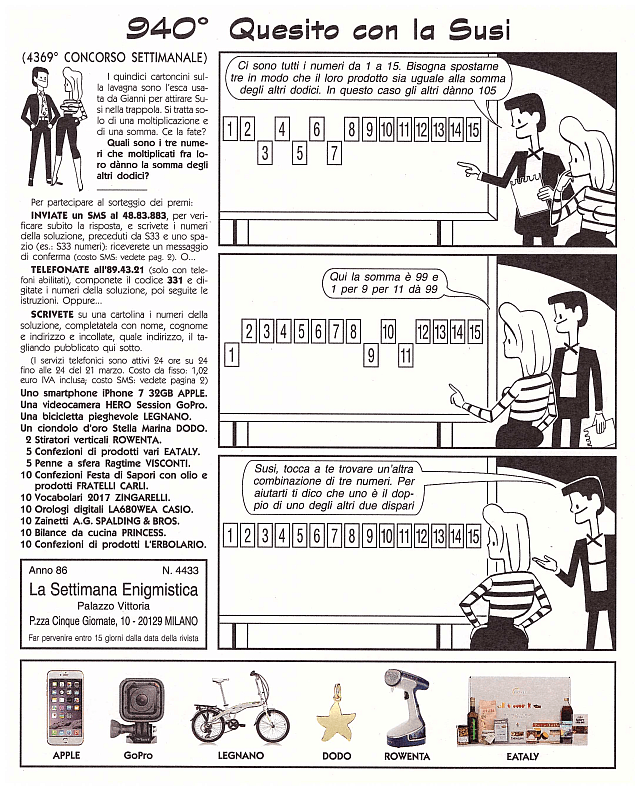 940° Quesito con la Susi
(4369° CONCORSO SETTIMANALE)
I quindici cartoncini sul-
la lavagna sono l'esca usa-
ta da Gianni per attirare Su-
si nella trappola. Si tratta so-
lo di una moltiplicazione e
di una somma. Ce la fate?
Quali sono i tre nume-
ri che moltiplicati fra lo-
ro dànno la somma degli
altri dodici?
Per partecipare al sorteggio dei premi:
INVIATE un SMS al 48.83.883, per veri-
ficare subito la risposta, e scrivete i numeri
della soluzione, preceduti da S33 e uno spa-
zio (es.: S33 numeri): riceverete un messaggio
di conferma (costo SMS: vedete pag. 2). O...
TELEFONATE all'89.43.21 (solo con tele-
foni abilitati), componete il codice 331 e di-
gitate i numeri della soluzione, poi seguite le
istruzioni. Oppure...
SCRIVETE su una cartolina i numeri della
soluzione, completatela con nome, cognome
e indirizzo e incollate, quale indirizzo, il ta-
gliando pubblicato qui sotto.
(I servizi telefonici sono attivi 24 ore su 24
fino alle 24 del 21 marzo. Costo da fisso: 1,02
euro IVA inclusa; costo SMS: vedete pagina 2)
Uno smartphone iPhone 7 32GB APPLE.
Una videocamera HERO Session GoPro.
Una bicicletta pieghevole LEGNANO.
Un ciondolo d'oro Stella Marina DODO.
2 Stiratori verticali ROWENTA.
5 Confezioni di prodotti vari EATALY.
5 Penne a sfera Ragtime VISCONTI.
10 Confezioni Festa di Sapori con olio e
prodotti FRATELLI CARLI.
10 Vocabolari 2017 ZINGARELLI.
10 Orologi digitali LA680WEA CASIO.
10 Zainetti A.G. SPALDING & BROS.
10 Bilance da cucina PRINCESS.
10 Confezioni di prodotti L'ERBOLARIO.
Anno 86 N. 4433
La Settimana Enigmistica
Palazzo Vittoria
P.zza Cinque Giornate, 10 - 20129 MILANO
Far pervenire entro 15 giorni dalla data della rivista
Ci sono tutti i numeri da 1 a 15. Bisogna spostarne
tre in modo che il loro prodotto sia uguale alla somma
degli altri dodici. In questo caso gli altri dànno 105
1 2 4 6 8 9 10 11 12 13 14 15
3 5 7
Qui la somma è 99 e
1 per 9 per 11 dà 99
2 3 4 5 6 7 8 10 12 13 14 15
1 9 11
Susi, tocca a te trovare un'altra
combinazione di tre numeri. Per
aiutarti ti dico che uno è il dop-
pio di uno degli altri due dispari
1 2 3 4 5 6 7 8 9 10 11 12 13 14 15
APPLE GoPro LEGNANO DODO ROWENTA EATALY